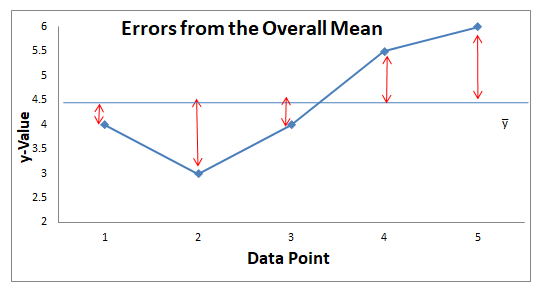 Errors from the Overall Mean
6
5.5
5
4.5
4
3.5
3
2.5
2
y-Value
y̅
1 2 3 4 5
Data Point